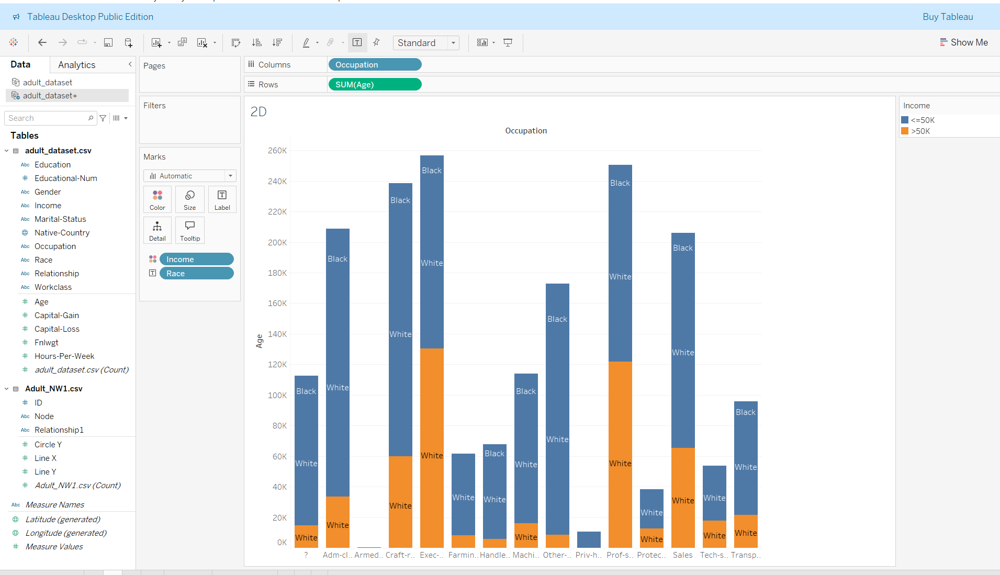 Tableau Desktop Public Edition
Buy Tableau
Standard
Show Me
Data
Analytics
adult_dataset
adult_dataset+
Search
Tables
adult_dataset.csv
Abc Education
Educational-Num
Abc Gender
Abc Income
Abc Marital-Status
Native-Country
Abc Occupation
Abc Race
Abc Relationship
Abc Workclass
Age
Capital-Gain
Capital-Loss
Fnlwgt
Hours-Per-Week
adult_dataset.csv (Count)
Adult_NW1.csv
ID
Abc Node
Abc Relationship1
Circle Y
Line X
Line Y
Adult_NW1.csv (Count)
Abc Measure Names
Latitude (generated)
Longitude (generated)
Measure Values
Pages
Filters
Marks
Automatic
Color
Size
Label
Detail
Tooltip
Income
Race
Columns
Occupation
Rows
SUM(Age)
2D
Occupation
Age
260K
240K
220K
200K
180K
160K
140K
120K
100K
80K
60K
40K
20K
0K
Black
White
White
Black
White
White
Black
White
White
Black
White
White
White
Black
White
Black
White
White
Black
White
Black
White
White
White
White
Black
White
White
White
White
Black
White
White
? Adm-cl.. Armed.. Craft-r.. Exec-.. Farmin.. Handle.. Machi.. Other-.. Priv-h.. Prof-s.. Protec.. Sales Tech-s.. Transp..
Income
<=50K
>50K